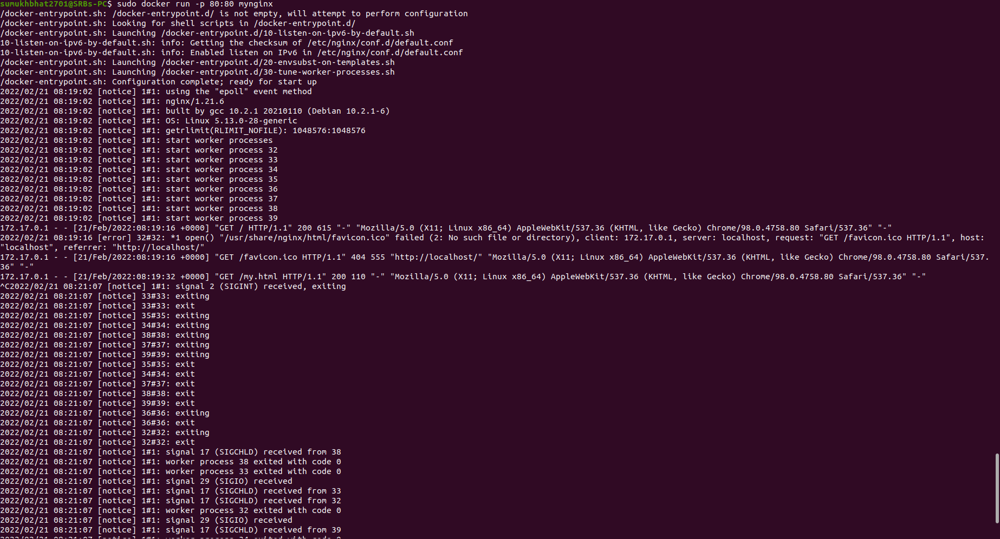 sumukhbhat2701@SRBs-PC$ sudo docker run -p 80:80 mynginx
/docker-entrypoint.sh: /docker-entrypoint.d/ is not empty, will attempt to perform configuration
/docker-entrypoint.sh: Looking for shell scripts in /docker-entrypoint.d/
/docker-entrypoint.sh: Launching /docker-entrypoint.d/10-listen-on-ipv6-by-default.sh
10-listen-on-ipv6-by-default.sh: info: Getting the checksum of /etc/nginx/conf.d/default.conf
10-listen-on-ipv6-by-default.sh: info: Enabled listen on IPv6 in /etc/nginx/conf.d/default.conf
/docker-entrypoint.sh: Launching /docker-entrypoint.d/20-envsubst-on-templates.sh
/docker-entrypoint.sh: Launching /docker-entrypoint.d/30-tune-worker-processes.sh
/docker-entrypoint.sh: Configuration complete; ready for start up
2022/02/21 08:19:02 [notice] 1#1: using the "epoll" event method
2022/02/21 08:19:02 [notice] 1#1: nginx/1.21.6
2022/02/21 08:19:02 [notice] 1#1: built by gcc 10.2.1 20210110 (Debian 10.2.1-6)
2022/02/21 08:19:02 [notice] 1#1: OS: Linux 5.13.0-28-generic
2022/02/21 08:19:02 [notice] 1#1: getrlimit(RLIMIT_NOFILE): 1048576:1048576
2022/02/21 08:19:02 [notice] 1#1: start worker processes
2022/02/21 08:19:02 [notice] 1#1: start worker process 32
2022/02/21 08:19:02 [notice] 1#1: start worker process 33
2022/02/21 08:19:02 [notice] 1#1: start worker process 34
2022/02/21 08:19:02 [notice] 1#1: start worker process 35
2022/02/21 08:19:02 [notice] 1#1: start worker process 36
2022/02/21 08:19:02 [notice] 1#1: start worker process 37
2022/02/21 08:19:02 [notice] 1#1: start worker process 38
2022/02/21 08:19:02 [notice] 1#1: start worker process 39
172.17.0.1 - - [21/Feb/2022:08:19:16 +0000] "GET / HTTP/1.1" 200 615 "-" "Mozilla/5.0 (X11; Linux x86_64) AppleWebKit/537.36 (KHTML, like Gecko) Chrome/98.0.4758.80 Safari/537.36" "-"
2022/02/21 08:19:16 [error] 32#32: *1 open() "/usr/share/nginx/html/favicon.ico" failed (2: No such file or directory), client: 172.17.0.1, server: localhost, request: "GET /favicon.ico HTTP/1.1", host:
"localhost", referrer: "http://localhost/"
172.17.0.1 - - [21/Feb/2022:08:19:16 +0000] "GET /favicon.ico HTTP/1.1" 404 555 "http://localhost/" "Mozilla/5.0 (X11; Linux x86_64) AppleWebKit/537.36 (KHTML, like Gecko) Chrome/98.0.4758.80 Safari/537.
36" "-"
172.17.0.1 - - [21/Feb/2022:08:19:32 +0000] "GET /my.html HTTP/1.1" 200 110 "-" "Mozilla/5.0 (X11; Linux x86_64) AppleWebKit/537.36 (KHTML, like Gecko) Chrome/98.0.4758.80 Safari/537.36" "-"
^C2022/02/21 08:21:07 [notice] 1#1: signal 2 (SIGINT) received, exiting
2022/02/21 08:21:07 [notice] 33#33: exiting
2022/02/21 08:21:07 [notice] 33#33: exit
2022/02/21 08:21:07 [notice] 35#35: exiting
2022/02/21 08:21:07 [notice] 34#34: exiting
2022/02/21 08:21:07 [notice] 38#38: exiting
2022/02/21 08:21:07 [notice] 37#37: exiting
2022/02/21 08:21:07 [notice] 39#39: exiting
2022/02/21 08:21:07 [notice] 35#35: exit
2022/02/21 08:21:07 [notice] 34#34: exit
2022/02/21 08:21:07 [notice] 37#37: exit
2022/02/21 08:21:07 [notice] 38#38: exit
2022/02/21 08:21:07 [notice] 39#39: exit
2022/02/21 08:21:07 [notice] 36#36: exiting
2022/02/21 08:21:07 [notice] 36#36: exit
2022/02/21 08:21:07 [notice] 32#32: exiting
2022/02/21 08:21:07 [notice] 32#32: exit
2022/02/21 08:21:07 [notice] 1#1: signal 17 (SIGCHLD) received from 38
2022/02/21 08:21:07 [notice] 1#1: worker process 38 exited with code 0
2022/02/21 08:21:07 [notice] 1#1: worker process 33 exited with code 0
2022/02/21 08:21:07 [notice] 1#1: signal 29 (SIGIO) received
2022/02/21 08:21:07 [notice] 1#1: signal 17 (SIGCHLD) received from 33
2022/02/21 08:21:07 [notice] 1#1: signal 17 (SIGCHLD) received from 32
2022/02/21 08:21:07 [notice] 1#1: worker process 32 exited with code 0
2022/02/21 08:21:07 [notice] 1#1: signal 29 (SIGIO) received
2022/02/21 08:21:07 [notice] 1#1: signal 17 (SIGCHLD) received from 39